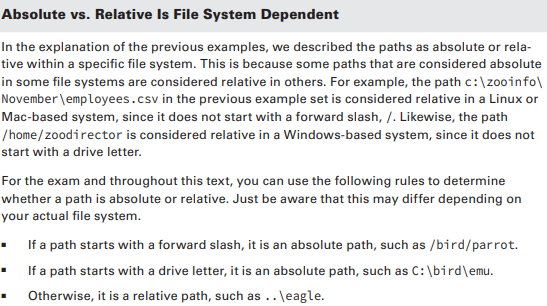 Absolute vs. Relative Is File System Dependent
In the explanation of the previous examples, we described the paths as absolute or rela-
tive within a specific file system. This is because some paths that are considered absolute
in some file systems are considered relative in others. For example, the path c:\zooinfo\
November\employees.csv in the previous example set is considered relative in a Linux or
Mac-based system, since it does not start with a forward slash, /. Likewise, the path
/home/zoodirector is considered relative in a Windows-based system, since it does not
start with a drive letter.
For the exam and throughout this text, you can use the following rules to determine
whether a path is absolute or relative. Just be aware that this may differ depending on
your actual file system.
▪ If a path starts with a forward slash, it is an absolute path, such as /bird/parrot.
▪ If a path starts with a drive letter, it is an absolute path, such as C:\bird\emu.
▪ Otherwise, it is a relative path, such as ..\eagle.